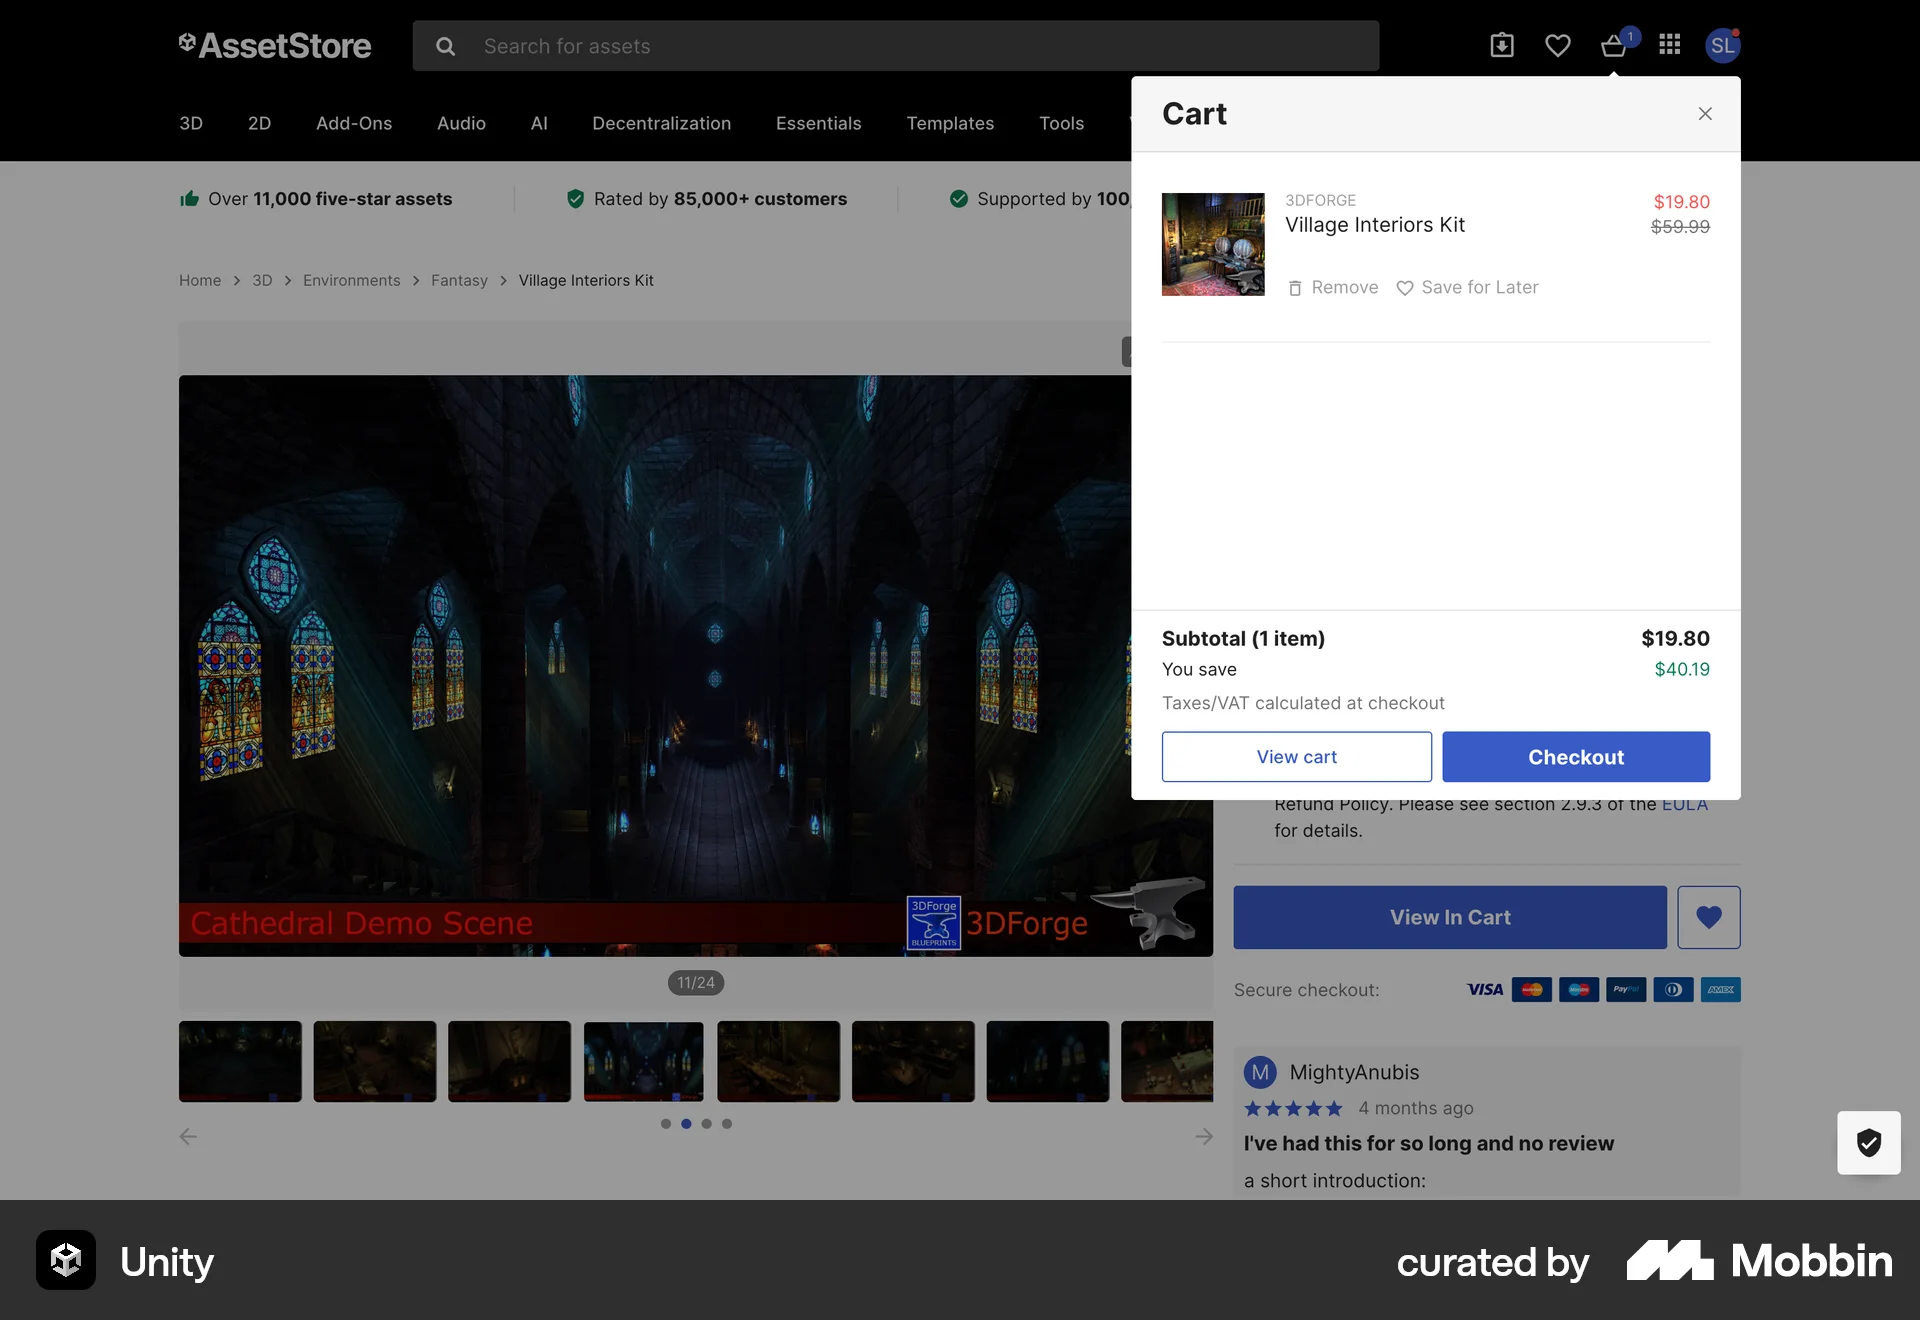 AssetStore
Search for assets
1
SL
3D
2D
Add-Ons
Audio
AI
Decentralization
Essentials
Templates
Tools
Over 11,000 five-star assets
Rated by 85,000+ customers
Supported by 100,
Home > 3D > Environments > Fantasy > Village Interiors Kit
Cart
3DFORGE
Village Interiors Kit
$19.80
$59.99
Remove
Save for Later
Subtotal (1 item)
$19.80
You save
$40.19
Taxes/VAT calculated at checkout
View cart
Checkout
Refund Policy. Please see section 2.9.3 of the EULA
for details.
Cathedral Demo Scene
3DForge
BLUEPRINTS
3DForge
11/24
View In Cart
Secure checkout:
VISA
PayPal
AMEX
M
MightyAnubis
4 months ago
I've had this for so long and no review
a short introduction:
Unity
curated by
Mobbin